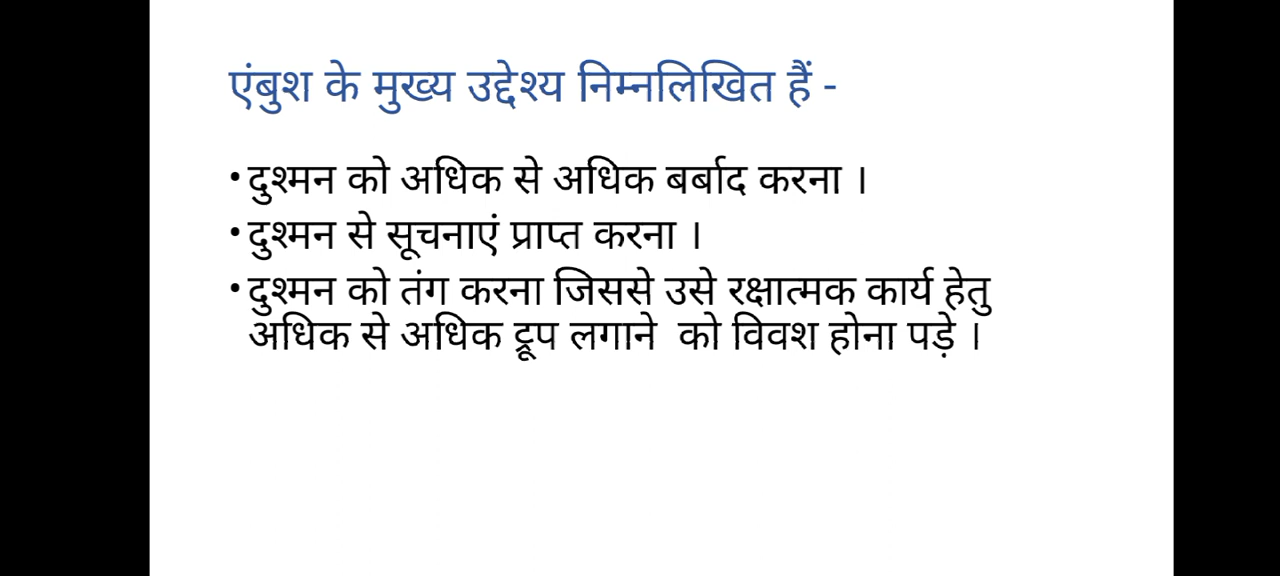 एंबुश के मुख्य उद्देश्य निम्नलिखित हैं -
•दुश्मन को अधिक से अधिक बर्बाद करना ।
•दुश्मन से सूचनाएं प्राप्त करना ।
•दुश्मन को तंग करना जिससे उसे रक्षात्मक कार्य हेतु
अधिक से अधिक ट्रूप लगाने  को विवश होना पड़े ।